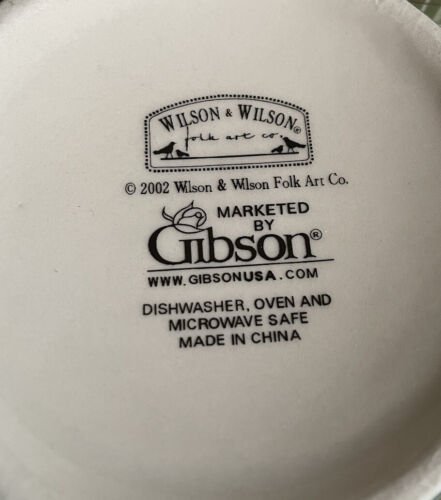 WILSON & WILSON®
folk art co.
© 2002 Wilson & Wilson Folk Art Co.
MARKETED
BY
Gibson®
WWW.GIBSONUSA.COM
DISHWASHER, OVEN AND
MICROWAVE SAFE
MADE IN CHINA